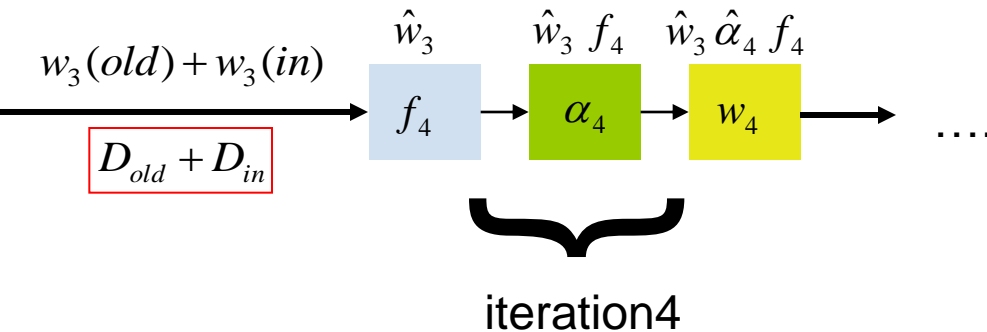 ŵ₃
ŵ₃ f₄
ŵ₃ α̂₄ f₄
w₃(old) + w₃(in)
f₄
α₄
w₄
....
D_old + D_in
iteration4